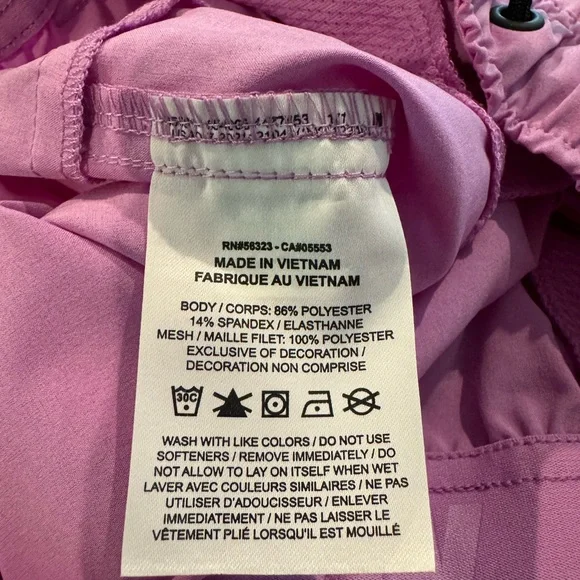 RN#56323 - CA#05553
MADE IN VIETNAM
FABRIQUE AU VIETNAM
BODY / CORPS: 86% POLYESTER
14% SPANDEX / ELASTHANNE
MESH / MAILLE FILET: 100% POLYESTER
EXCLUSIVE OF DECORATION /
DECORATION NON COMPRISE
30C
WASH WITH LIKE COLORS / DO NOT USE
SOFTENERS / REMOVE IMMEDIATELY / DO
NOT ALLOW TO LAY ON ITSELF WHEN WET
LAVER AVEC COULEURS SIMILAIRES / NE PAS
UTILISER D'ADOUCISSEUR / ENLEVER
IMMEDIATEMENT / NE PAS LAISSER LE
VÊTEMENT PLIÉ LORSQU'IL EST MOUILLÉ